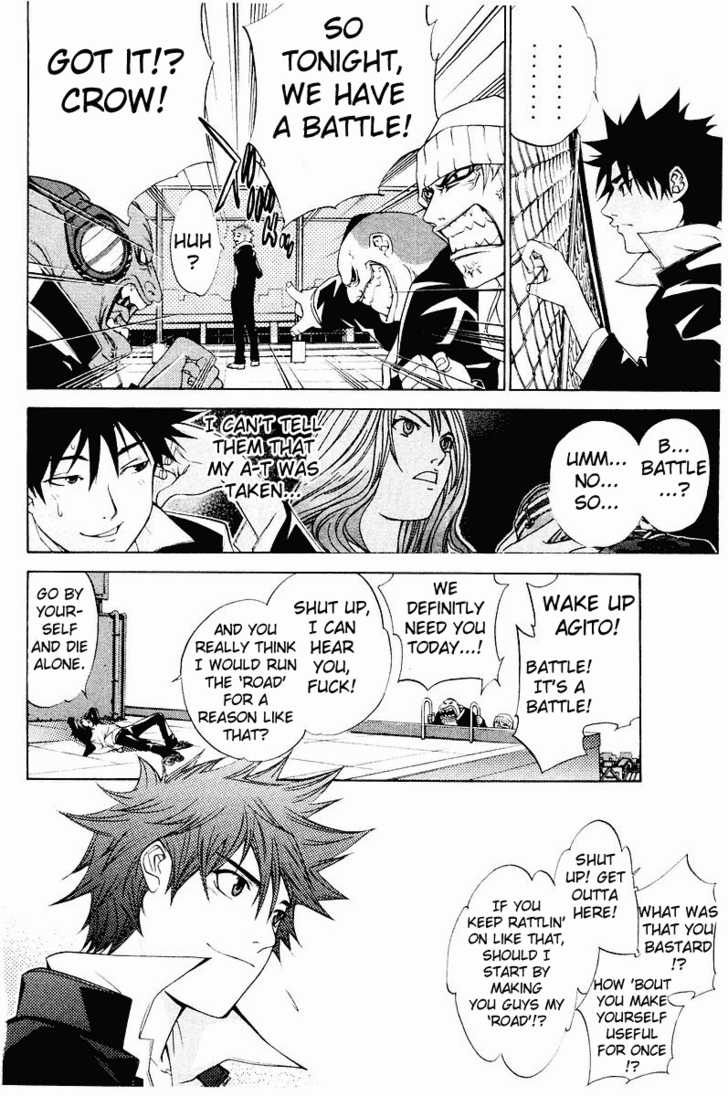 . . . . . . . .
SO
TONIGHT,
WE HAVE
A BATTLE!
GOT IT!?
CROW!
HUH
?
B...
BATTLE
...?
UMM...
NO...
SO...
I CAN'T TELL
THEM THAT
MY A-T WAS
TAKEN...
WAKE UP
AGITO!
BATTLE!
IT'S A
BATTLE!
WE
DEFINITLY
NEED YOU
TODAY...!
SHUT UP,
I CAN
HEAR
YOU,
FUCK!
AND YOU
REALLY THINK
I WOULD RUN
THE 'ROAD'
FOR A
REASON LIKE
THAT?
GO BY
YOUR-
SELF
AND DIE
ALONE.
WHAT WAS
THAT YOU
BASTARD
!?
HOW 'BOUT
YOU MAKE
YOURSELF
USEFUL
FOR ONCE
!?
SHUT
UP! GET
OUTTA
HERE!
IF YOU
KEEP RATTLIN'
ON LIKE THAT,
SHOULD I
START BY
MAKING
YOU GUYS MY
'ROAD'!?